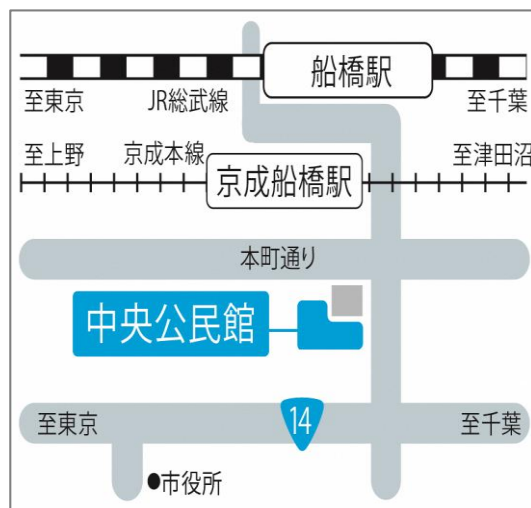 船橋駅
至東京
JR総武線
至千葉
至上野
京成本線
至津田沼
京成船橋駅
本町通り
中央公民館
至東京
14
至千葉
●市役所